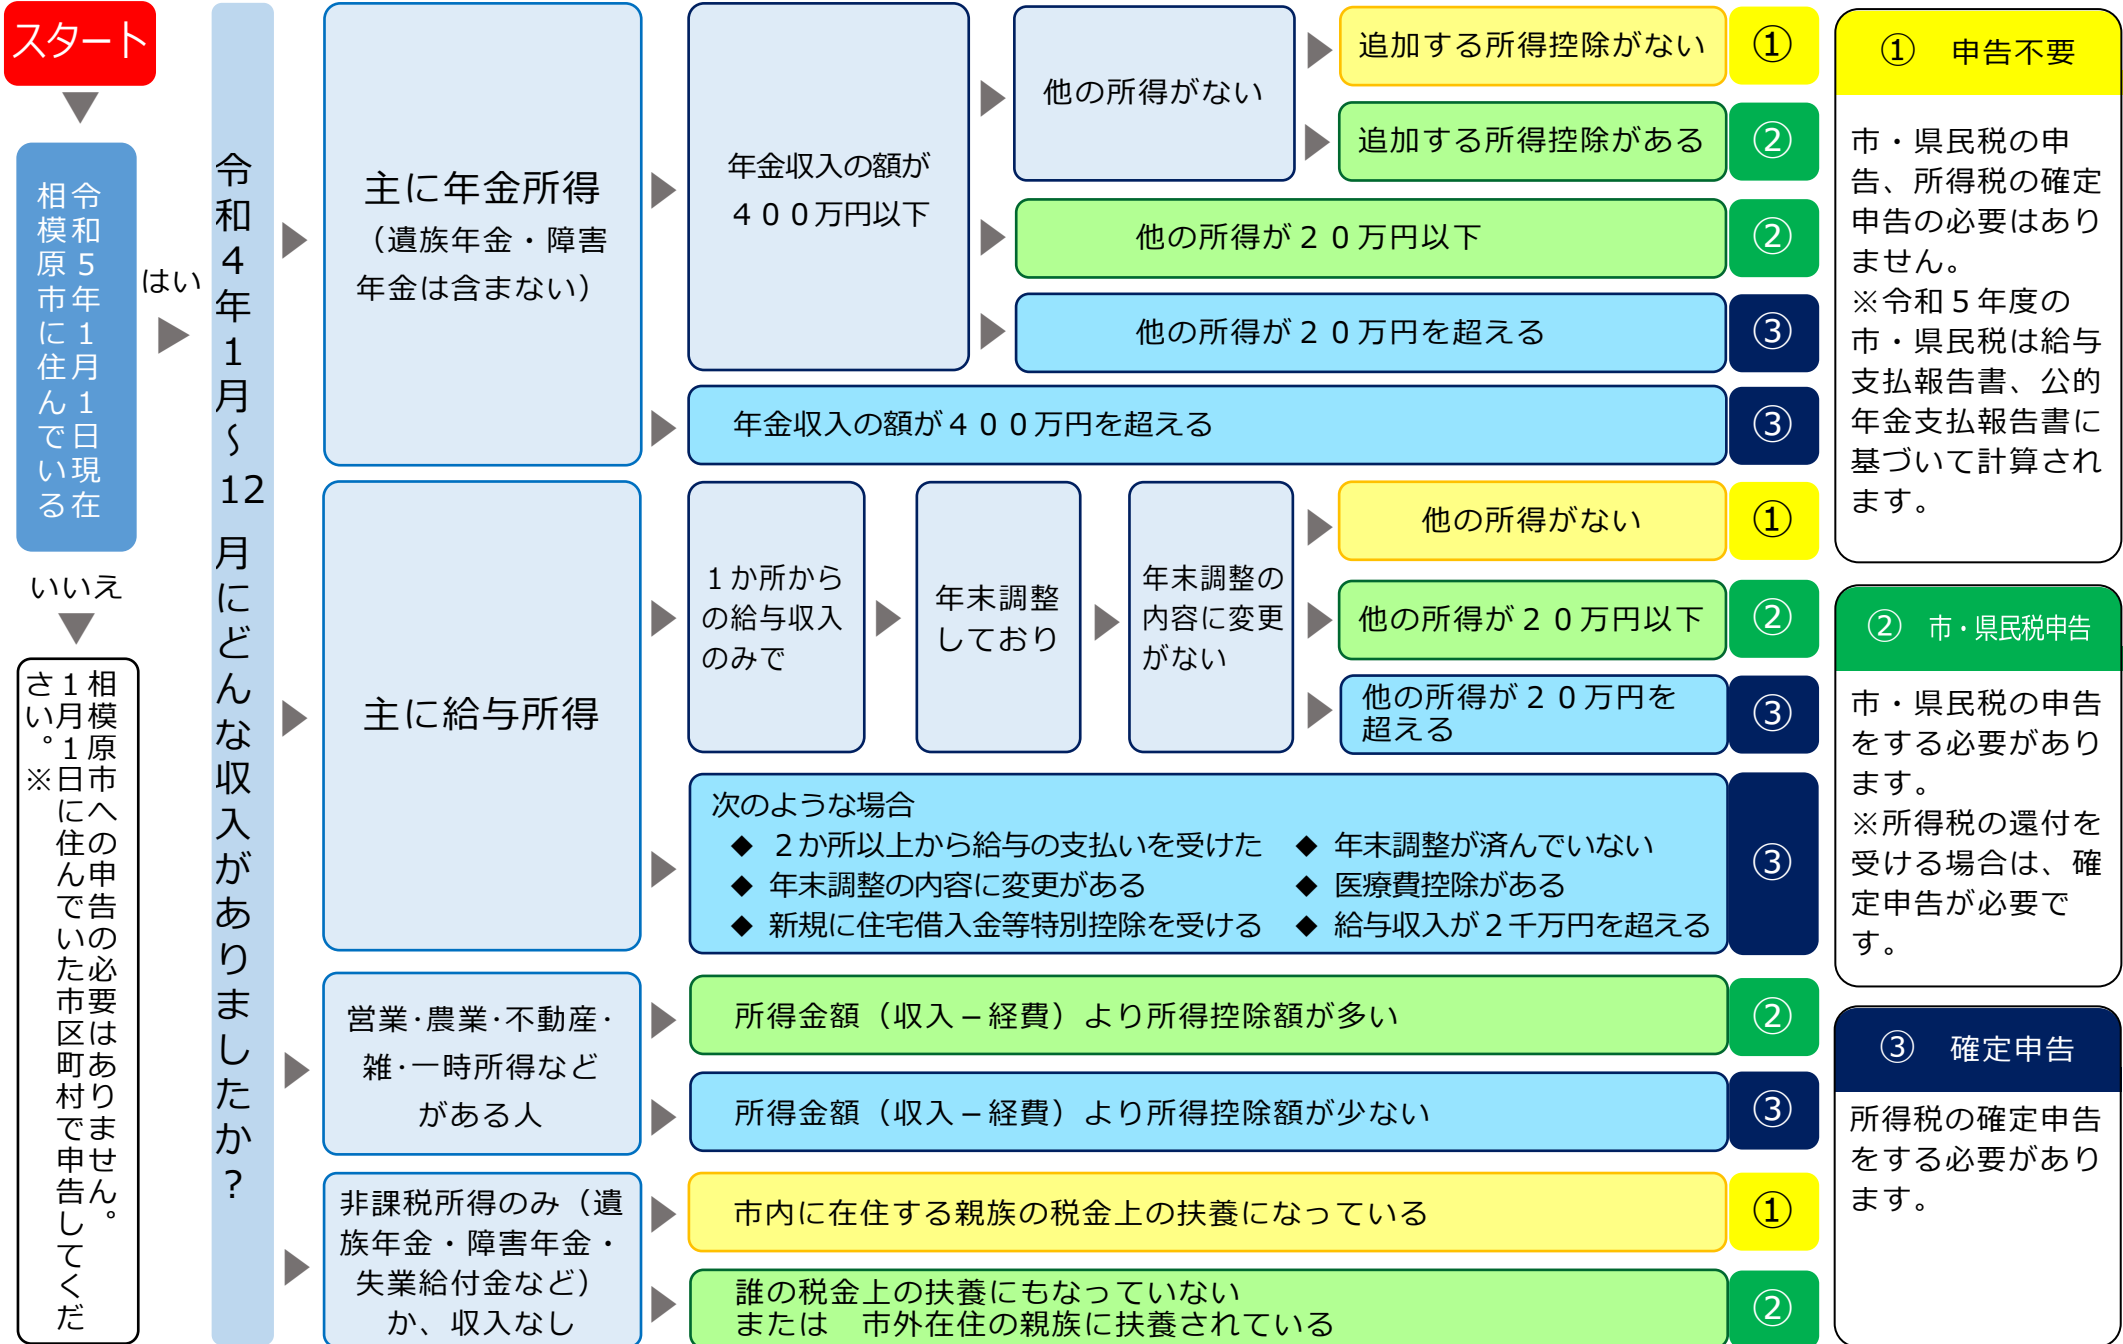 スタート
令和５年１月１日現在
相模原市に住んでいる
はい
いいえ
相模原市への申告の必要はありません。
１月１日に住んでいた市区町村で申告してくだ
さい。※
令和４年１月～12月にどんな収入がありましたか？
主に年金所得
（遺族年金・障害
年金は含まない）
年金収入の額が
４００万円以下
他の所得がない
追加する所得控除がない
①
追加する所得控除がある
②
他の所得が２０万円以下
②
他の所得が２０万円を超える
③
年金収入の額が４００万円を超える
③
主に給与所得
１か所から
の給与収入
のみで
年末調整
しており
年末調整の
内容に変更
がない
他の所得がない
①
他の所得が２０万円以下
②
他の所得が２０万円を
超える
③
次のような場合
◆ ２か所以上から給与の支払いを受けた ◆ 年末調整が済んでいない
◆ 年末調整の内容に変更がある ◆ 医療費控除がある
◆ 新規に住宅借入金等特別控除を受ける ◆ 給与収入が２千万円を超える
③
営業･農業･不動産･
雑･一時所得など
がある人
所得金額（収入－経費）より所得控除額が多い
②
所得金額（収入－経費）より所得控除額が少ない
③
非課税所得のみ（遺
族年金・障害年金・
失業給付金など）
か、収入なし
市内に在住する親族の税金上の扶養になっている
①
誰の税金上の扶養にもなっていない
または　市外在住の親族に扶養されている
②
①　申告不要
市・県民税の申
告、所得税の確定
申告の必要はあり
ません。
※令和５年度の
市・県民税は給与
支払報告書、公的
年金支払報告書に
基づいて計算され
ます。
②　市・県民税申告
市・県民税の申告
をする必要があり
ます。
※所得税の還付を
受ける場合は、確
定申告が必要で
す。
③　確定申告
所得税の確定申告
をする必要があり
ます。